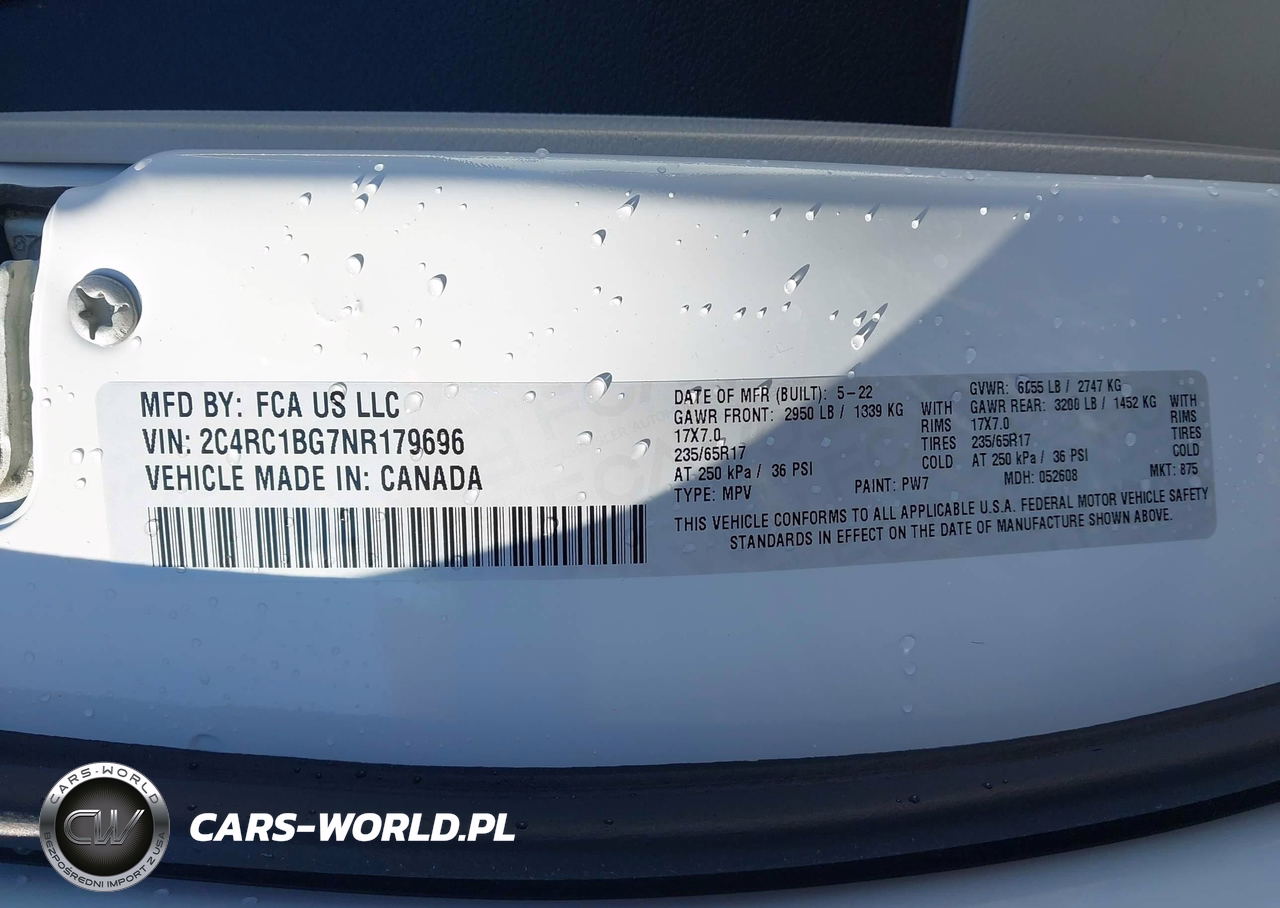 MFD BY: FCA US LLC
VIN: 2C4RC1BG7NR179696
VEHICLE MADE IN: CANADA
DATE OF MFR (BUILT): 5-22
GAWR FRONT: 2950 LB / 1339 KG WITH
17X7.0 RIMS
235/65R17 TIRES
AT 250 kPa / 36 PSI COLD
TYPE: MPV PAINT: PW7
GVWR: 6055 LB / 2747 KG
GAWR REAR: 3200 LB / 1452 KG WITH
17X7.0 RIMS
235/65R17 TIRES
AT 250 kPa / 36 PSI COLD
MDH: 052608 MKT: 875
THIS VEHICLE CONFORMS TO ALL APPLICABLE U.S.A. FEDERAL MOTOR VEHICLE SAFETY
STANDARDS IN EFFECT ON THE DATE OF MANUFACTURE SHOWN ABOVE.
CARS-WORLD
CW
BEZPOŚREDNI IMPORT Z USA
CARS-WORLD.PL